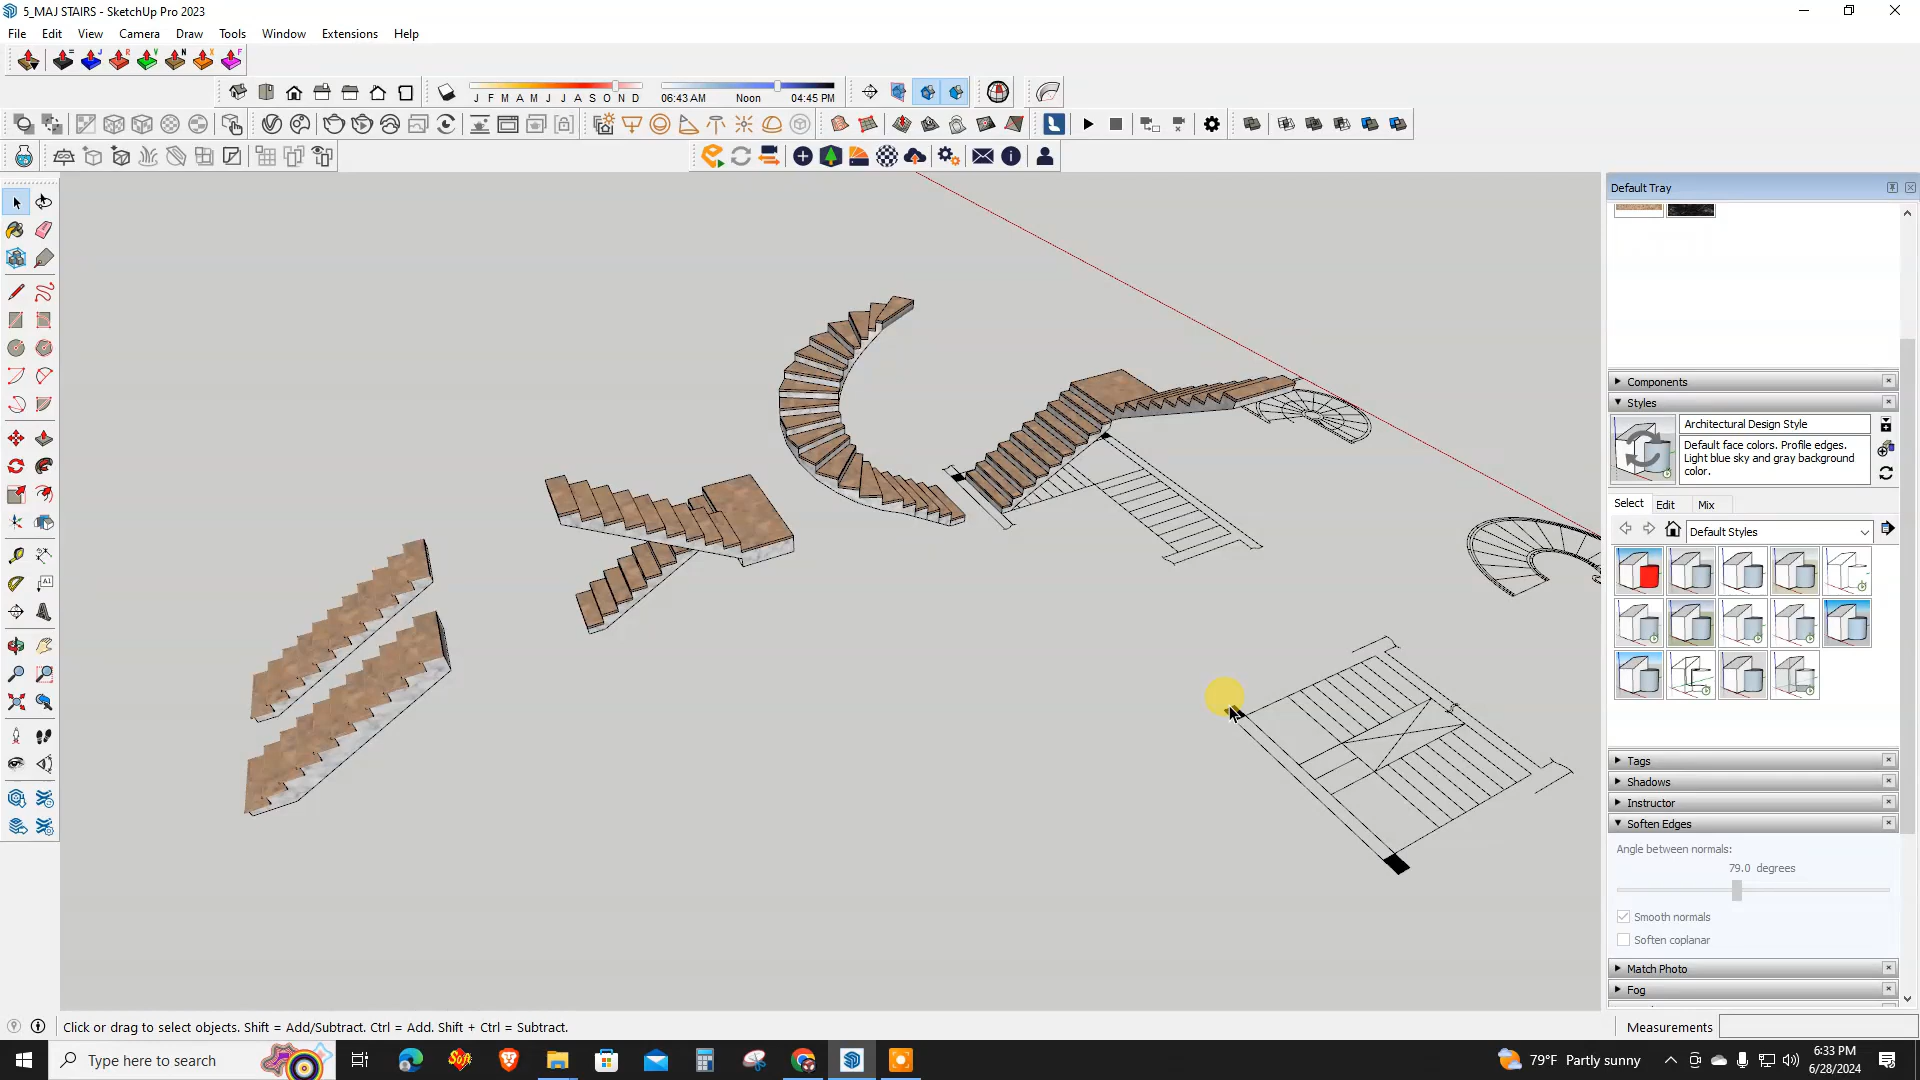 5_MAJ STAIRS - SketchUp Pro 2023
File Edit View Camera Draw Tools Window Extensions Help
= J R V N X F
J F M A M J J A S O N D 06:43 AM Noon 04:45 PM
Default Tray
Components
Styles
Architectural Design Style
Default face colors. Profile edges.
Light blue sky and gray background
color.
Select Edit Mix
Default Styles
Tags
Shadows
Instructor
Soften Edges
Angle between normals:
79.0 degrees
Smooth normals
Soften coplanar
Match Photo
Fog
Click or drag to select objects. Shift = Add/Subtract. Ctrl = Add. Shift + Ctrl = Subtract.
Measurements
Type here to search
79°F Partly sunny
6:33 PM
6/28/2024